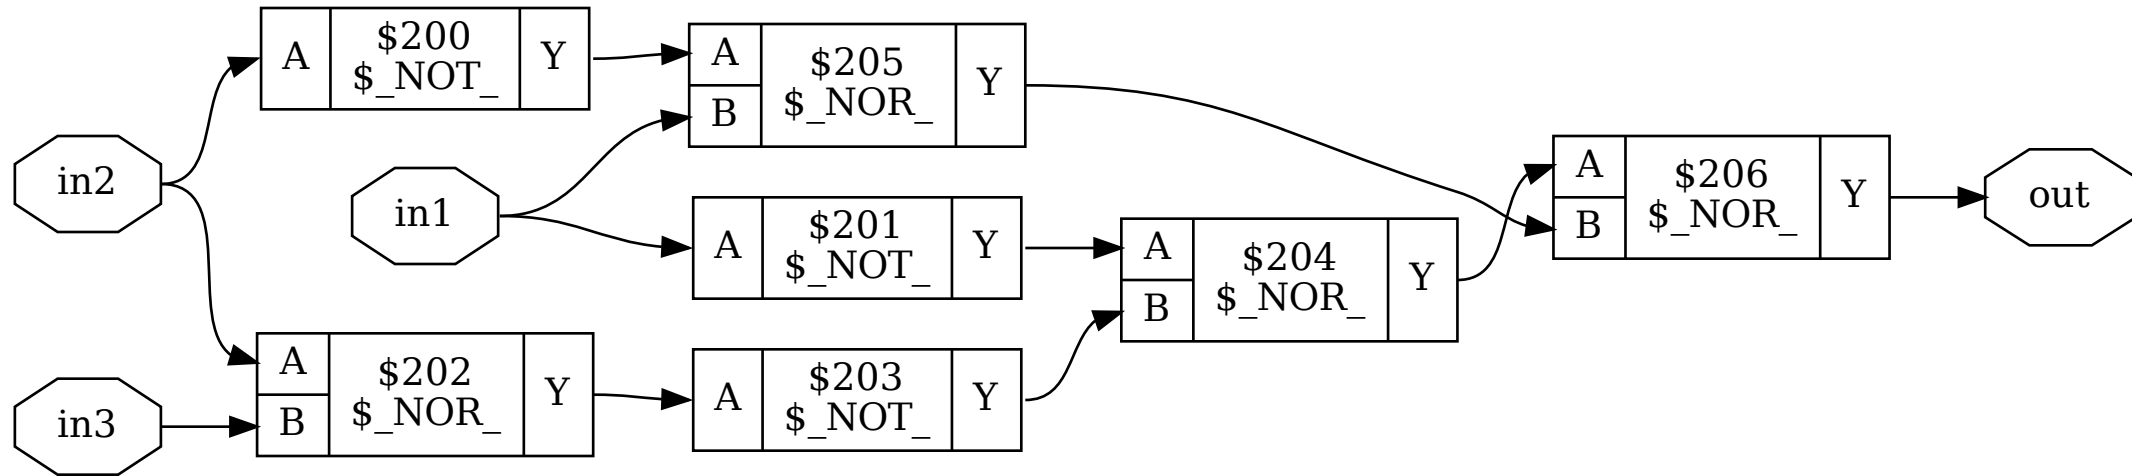 in2
in1
in3
A
$200
$_NOT_
Y
A
B
$202
$_NOR_
Y
A
B
$205
$_NOR_
Y
A
$201
$_NOT_
Y
A
$203
$_NOT_
Y
A
B
$204
$_NOR_
Y
A
B
$206
$_NOR_
Y
out